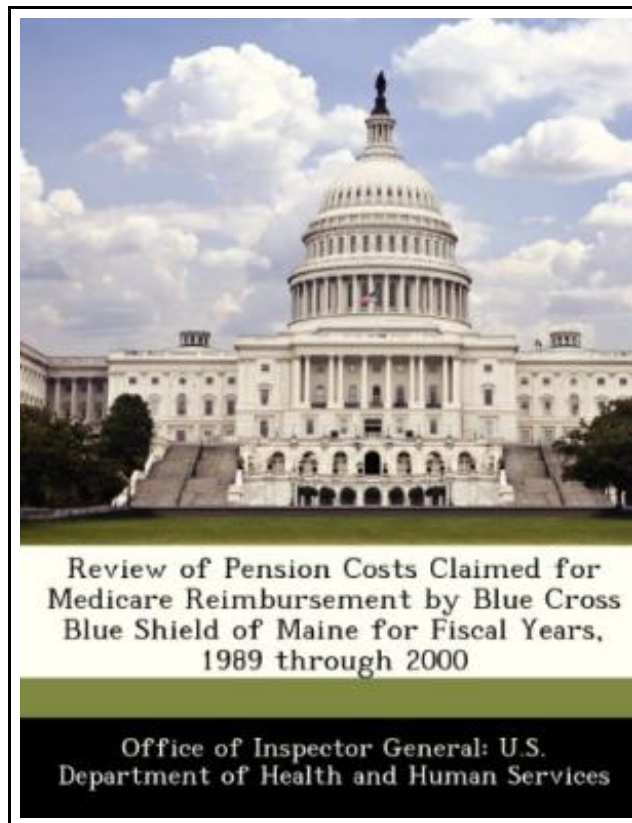 Review of Pension Costs Claimed for
Medicare Reimbursement by Blue Cross
Blue Shield of Maine for Fiscal Years,
1989 through 2000
Office of Inspector General: U.S.
Department of Health and Human Services